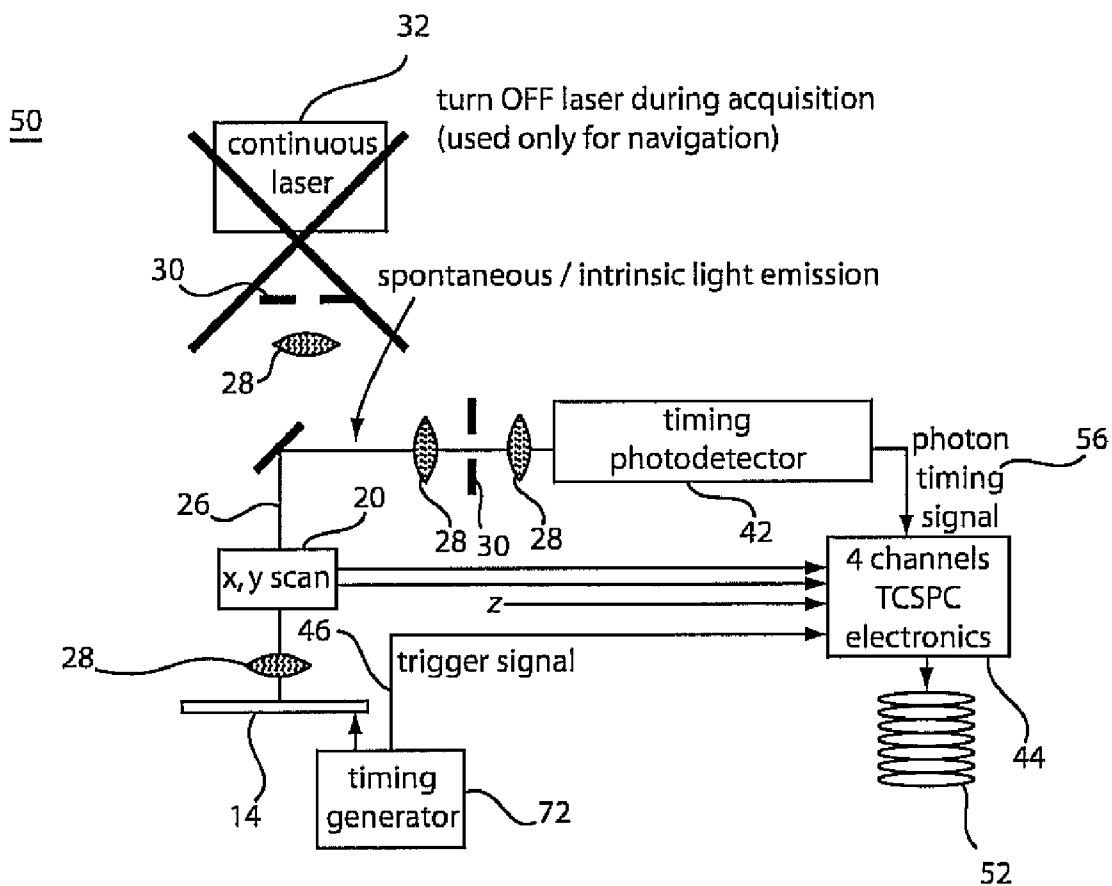 32
50
turn OFF laser during acquisition
(used only for navigation)
continuous
laser
30
spontaneous / intrinsic light emission
28
timing
photodetector
photon
timing
signal
56
26
20
28
30
28
42
x, y scan
4 channels
TCSPC
electronics
z
46
trigger signal
28
44
14
timing
generator
72
52